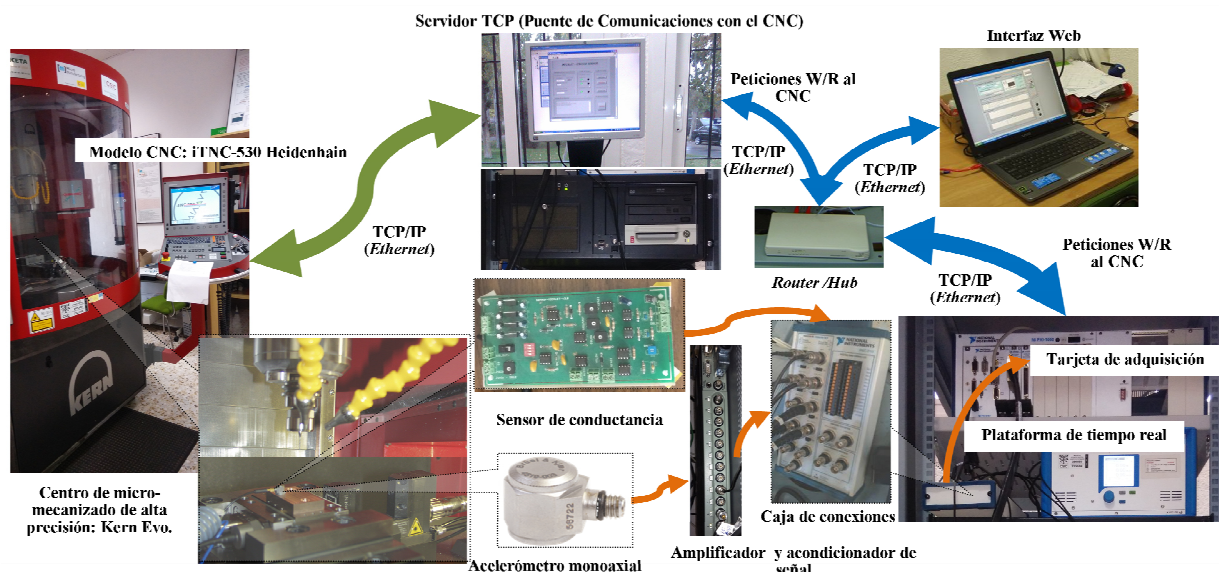 Servidor TCP (Puente de Comunicaciones con el CNC)
Interfaz Web
Peticiones W/R al
CNC
Modelo CNC: iTNC-530 Heidenhain
TCP/IP
(Ethernet)
TCP/IP
(Ethernet)
TCP/IP
(Ethernet)
Router /Hub
Peticiones W/R
al CNC
TCP/IP
(Ethernet)
KERN
NATIONAL
INSTRUMENTS
Tarjeta de adquisición
Sensor de conductancia
Plataforma de tiempo real
56722
Centro de micro-
mecanizado de alta
precisión: Kern Evo.
Caja de conexiones
Amplificador y acondicionador de
señal
Acelerómetro monoaxial